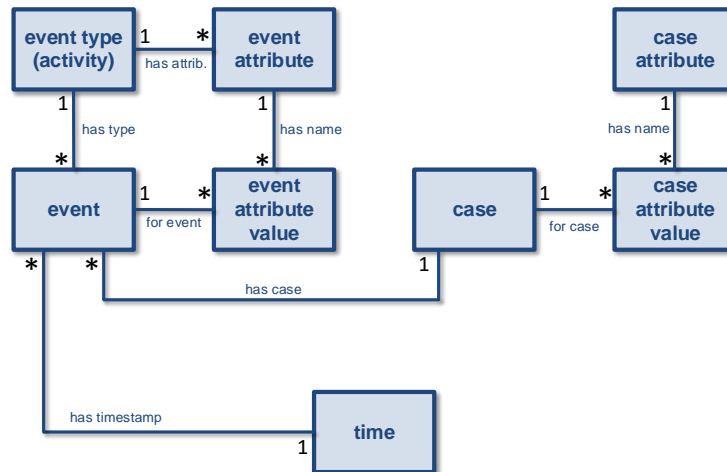 event type
(activity)
1
*
has attrib.
event
attribute
case
attribute
1
has type
*
1
has name
*
1
has name
*
event
1
*
for event
event
attribute
value
case
1
*
for case
case
attribute
value
*
*
1
has case
has timestamp
1
time